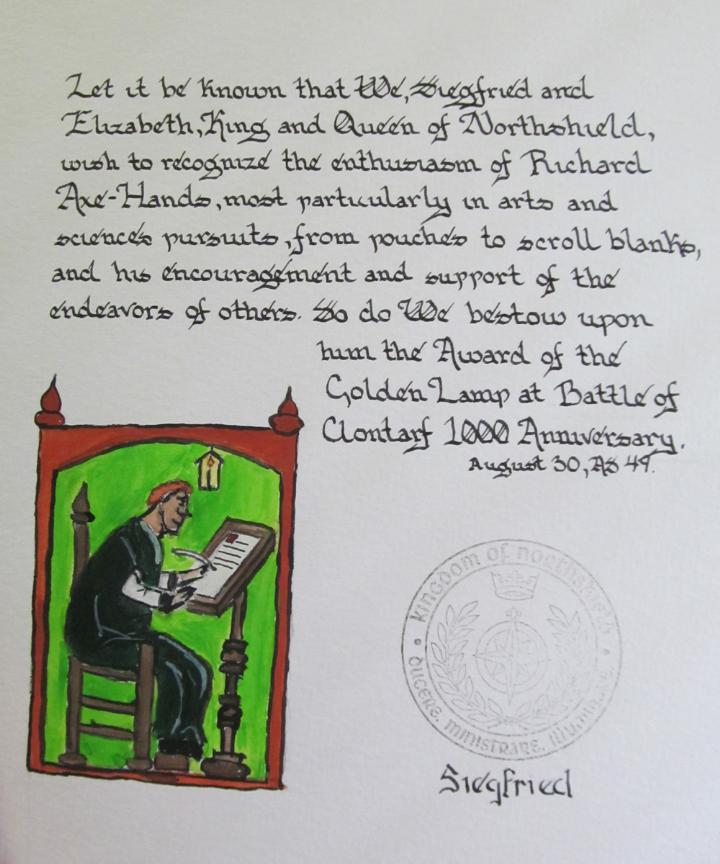 Let it be known that We, Siegfried and
Elizabeth, King and Queen of Northshield,
wish to recognize the enthusiasm of Richard
Axe-Hands, most particularly in arts and
sciences pursuits, from pouches to scroll blanks,
and his encouragement and support of the
endeavors of others. So do We bestow upon
him the Award of the
Golden Lamp at Battle of
Clontarf 1000 Anniversary.
August 30, AS 49.
Kingdom of Northshield
Ducere, Ministrare,
Siegfried